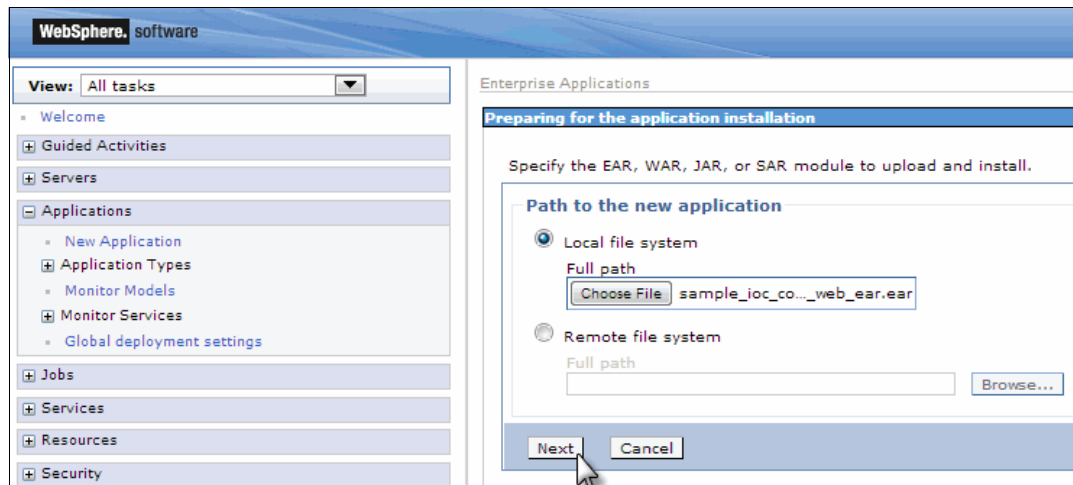 WebSphere. software
View: All tasks
Welcome
Guided Activities
Servers
Applications
New Application
Application Types
Monitor Models
Monitor Services
Global deployment settings
Jobs
Services
Resources
Security
Enterprise Applications
Preparing for the application installation
Specify the EAR, WAR, JAR, or SAR module to upload and install.
Path to the new application
Local file system
Full path
Choose File sample_ioc_co..._web_ear.ear
Remote file system
Full path
Browse...
Next Cancel